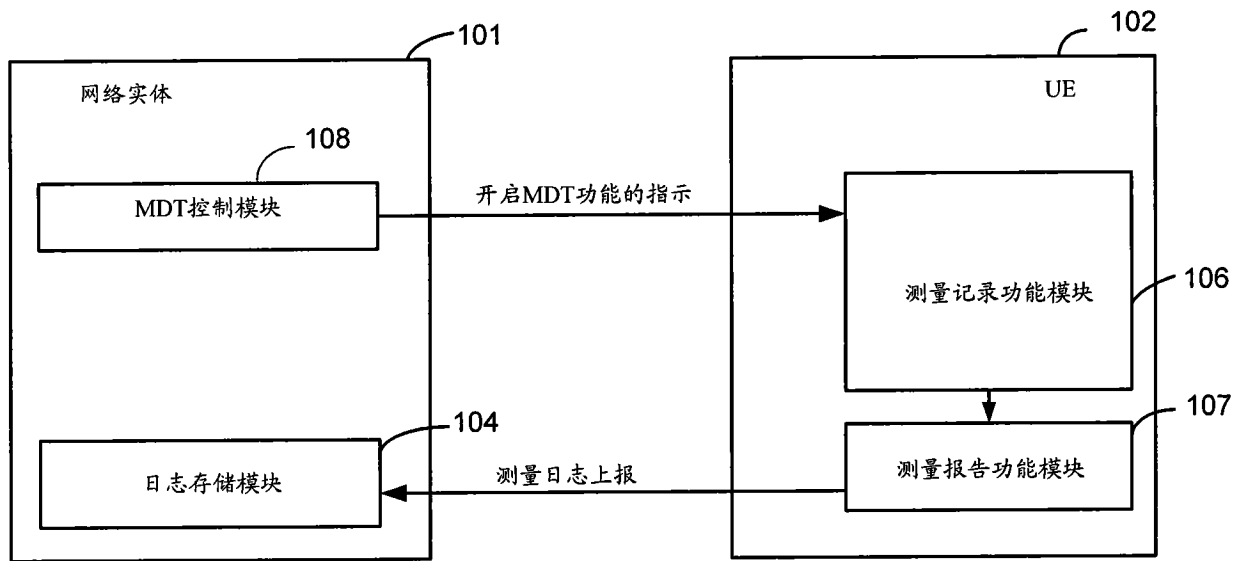 101
102
网络实体
UE
108
MDT控制模块
开启MDT功能的指示
测量记录功能模块
106
104
107
日志存储模块
测量日志上报
测量报告功能模块